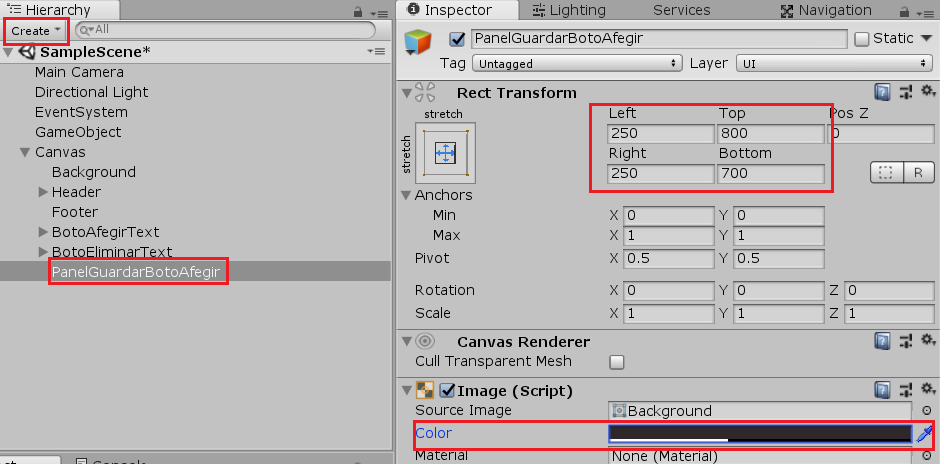 Hierarchy
Create
All
SampleScene*
Main Camera
Directional Light
EventSystem
GameObject
Canvas
Background
Header
Footer
BotoAfegirText
BotoEliminarText
PanelGuardarBotoAfegir
Console
Inspector Lighting Services Navigation
PanelGuardarBotoAfegir Static
Tag Untagged Layer UI
Rect Transform
stretch
stretch
Left Top Pos Z
250 800 0
Right Bottom
250 700
R
Anchors
Min X 0 Y 0
Max X 1 Y 1
Pivot X 0.5 Y 0.5
Rotation X 0 Y 0 Z 0
Scale X 1 Y 1 Z 1
Canvas Renderer
Cull Transparent Mesh
Image (Script)
Source Image Background
Color
Material None (Material)